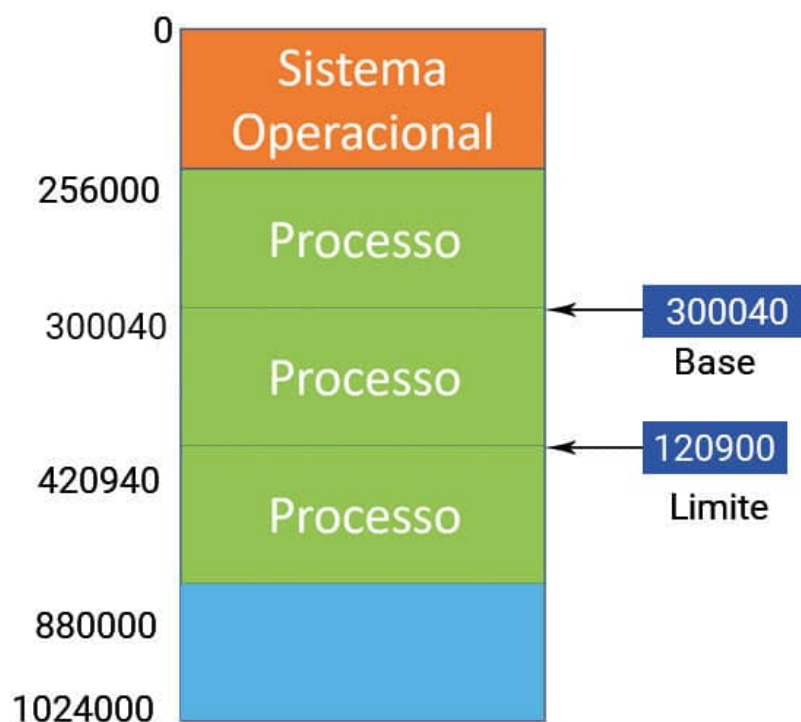 0
Sistema
Operacional
256000
Processo
300040
300040
Base
Processo
120900
420940
Limite
Processo
880000
1024000